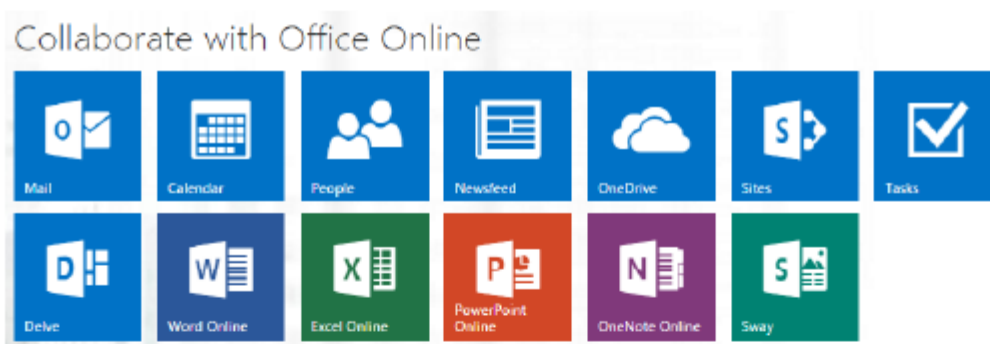 Collaborate with Office Online
O
S
Mail
Calendar
People
Newsfeed
OneDrive
Sites
Tasks
D
W
X
P
N
S
Delve
Word Online
Excel Online
PowerPoint
Online
OneNote Online
Sway